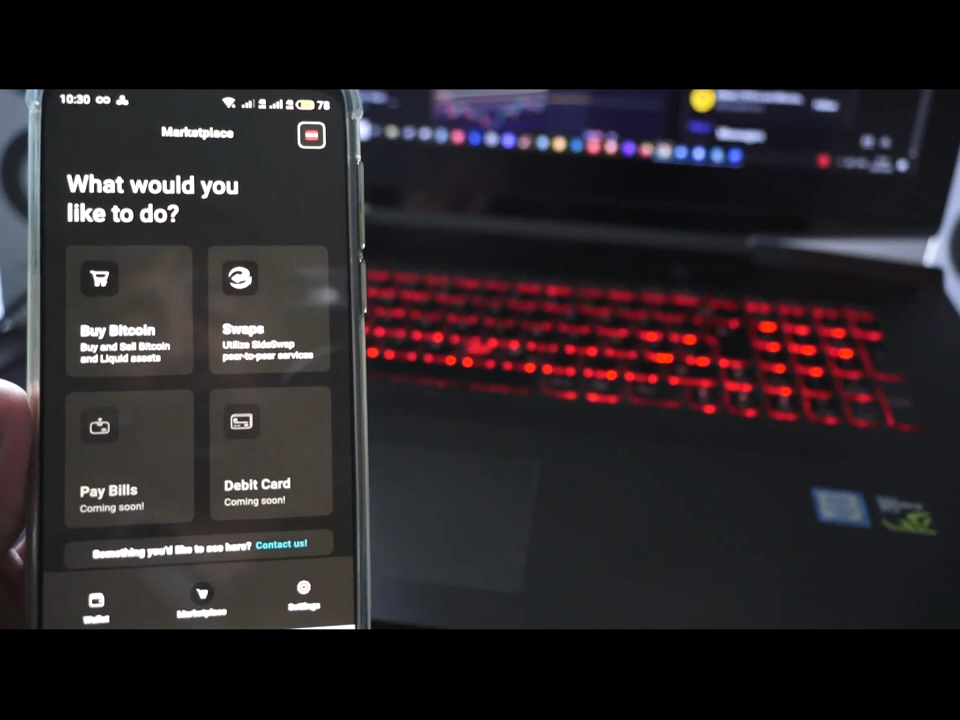 10:30
78
Marketplace
What would you
like to do?
Buy Bitcoin
Buy and Sell Bitcoin
and Liquid assets
Swaps
Utilize SideSwap
peer-to-peer services
Pay Bills
Coming soon!
Debit Card
Coming soon!
Something you'd like to see here? Contact us!
Wallet
Marketplace
Settings